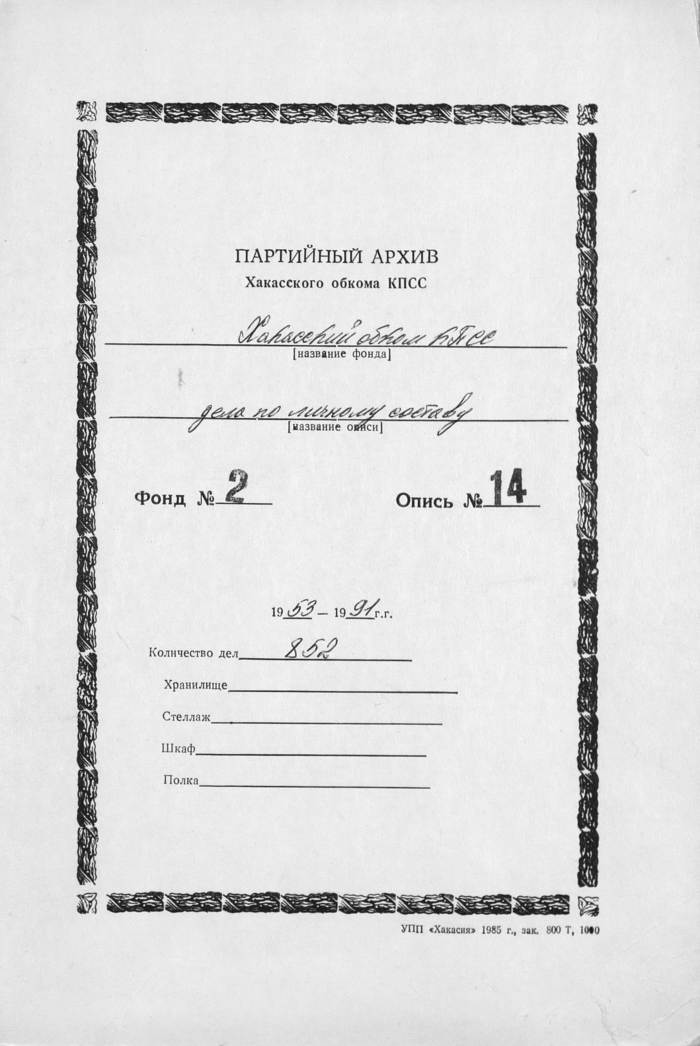 ПАРТИЙНЫЙ АРХИВ
Хакасского обкома КПСС
Хакасский обком КПСС
[название фонда]
дела по личному составу
[название описи]
Фонд № 2 Опись № 14
1953 — 1991 г.г.
Количество дел 852
Хранилище
Стеллаж
Шкаф
Полка
УПП «Хакасия» 1985 г., зак. 800 Т, 1000